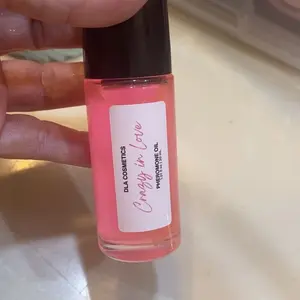 DLA COSMETICS
Crazy in Love
PHEROMONE OIL